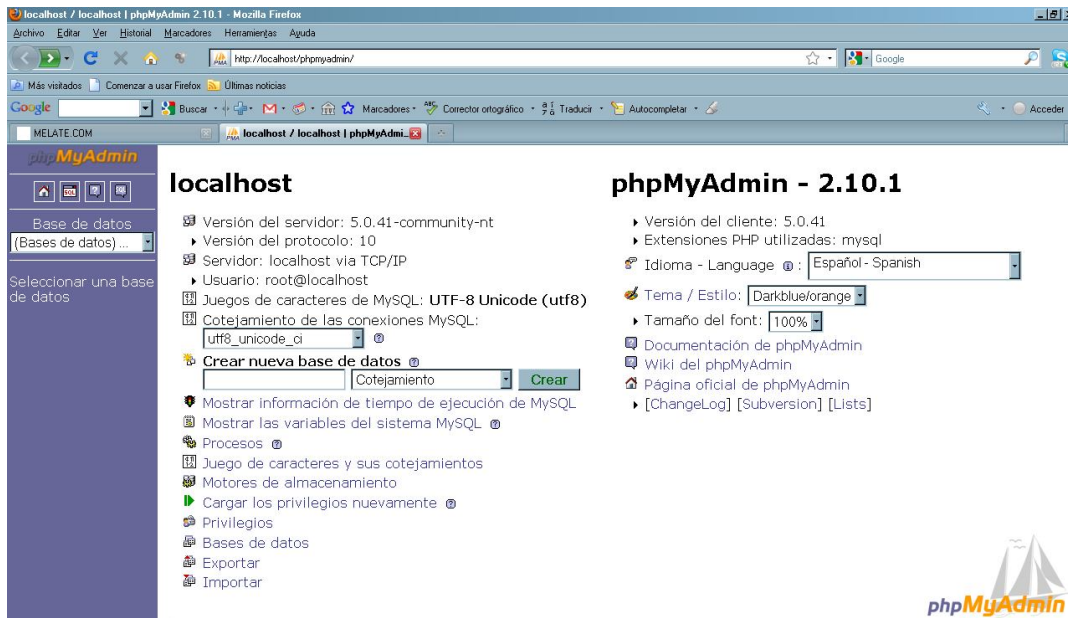 localhost / localhost | phpMyAdmin 2.10.1 - Mozilla Firefox
Archivo Editar Ver Historial Marcadores Herramientas Ayuda
http://localhost/phpmyadmin/
Google
Más visitados Comenzar a usar Firefox Últimas noticias
Google Buscar Marcadores Corrector ortográfico Traducir Autocompletar Acceder
MELATE.COM localhost / localhost | phpMyAdmi...
phpMyAdmin
SQL
Base de datos
(Bases de datos) ...
Seleccionar una base
de datos
localhost
Versión del servidor: 5.0.41-community-nt
Versión del protocolo: 10
Servidor: localhost via TCP/IP
Usuario: root@localhost
Juegos de caracteres de MySQL: UTF-8 Unicode (utf8)
Cotejamiento de las conexiones MySQL:
utf8_unicode_ci
Crear nueva base de datos
Cotejamiento Crear
Mostrar información de tiempo de ejecución de MySQL
Mostrar las variables del sistema MySQL
Procesos
Juego de caracteres y sus cotejamientos
Motores de almacenamiento
Cargar los privilegios nuevamente
Privilegios
Bases de datos
Exportar
Importar
phpMyAdmin - 2.10.1
Versión del cliente: 5.0.41
Extensiones PHP utilizadas: mysql
Idioma - Language : Español - Spanish
Tema / Estilo: Darkblue/orange
Tamaño del font: 100%
Documentación de phpMyAdmin
Wiki del phpMyAdmin
Página oficial de phpMyAdmin
[ChangeLog] [Subversion] [Lists]
phpMyAdmin